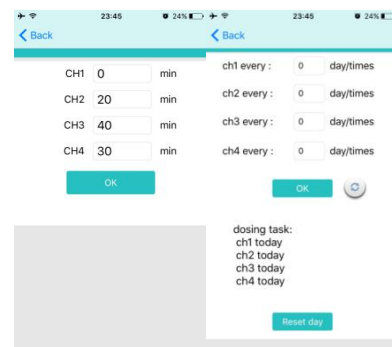 23:45
24%
Back
CH1 0 min
CH2 20 min
CH3 40 min
CH4 30 min
OK
23:45
24%
Back
ch1 every : 0 day/times
ch2 every : 0 day/times
ch3 every : 0 day/times
ch4 every : 0 day/times
OK
dosing task:
ch1 today
ch2 today
ch3 today
ch4 today
Reset day